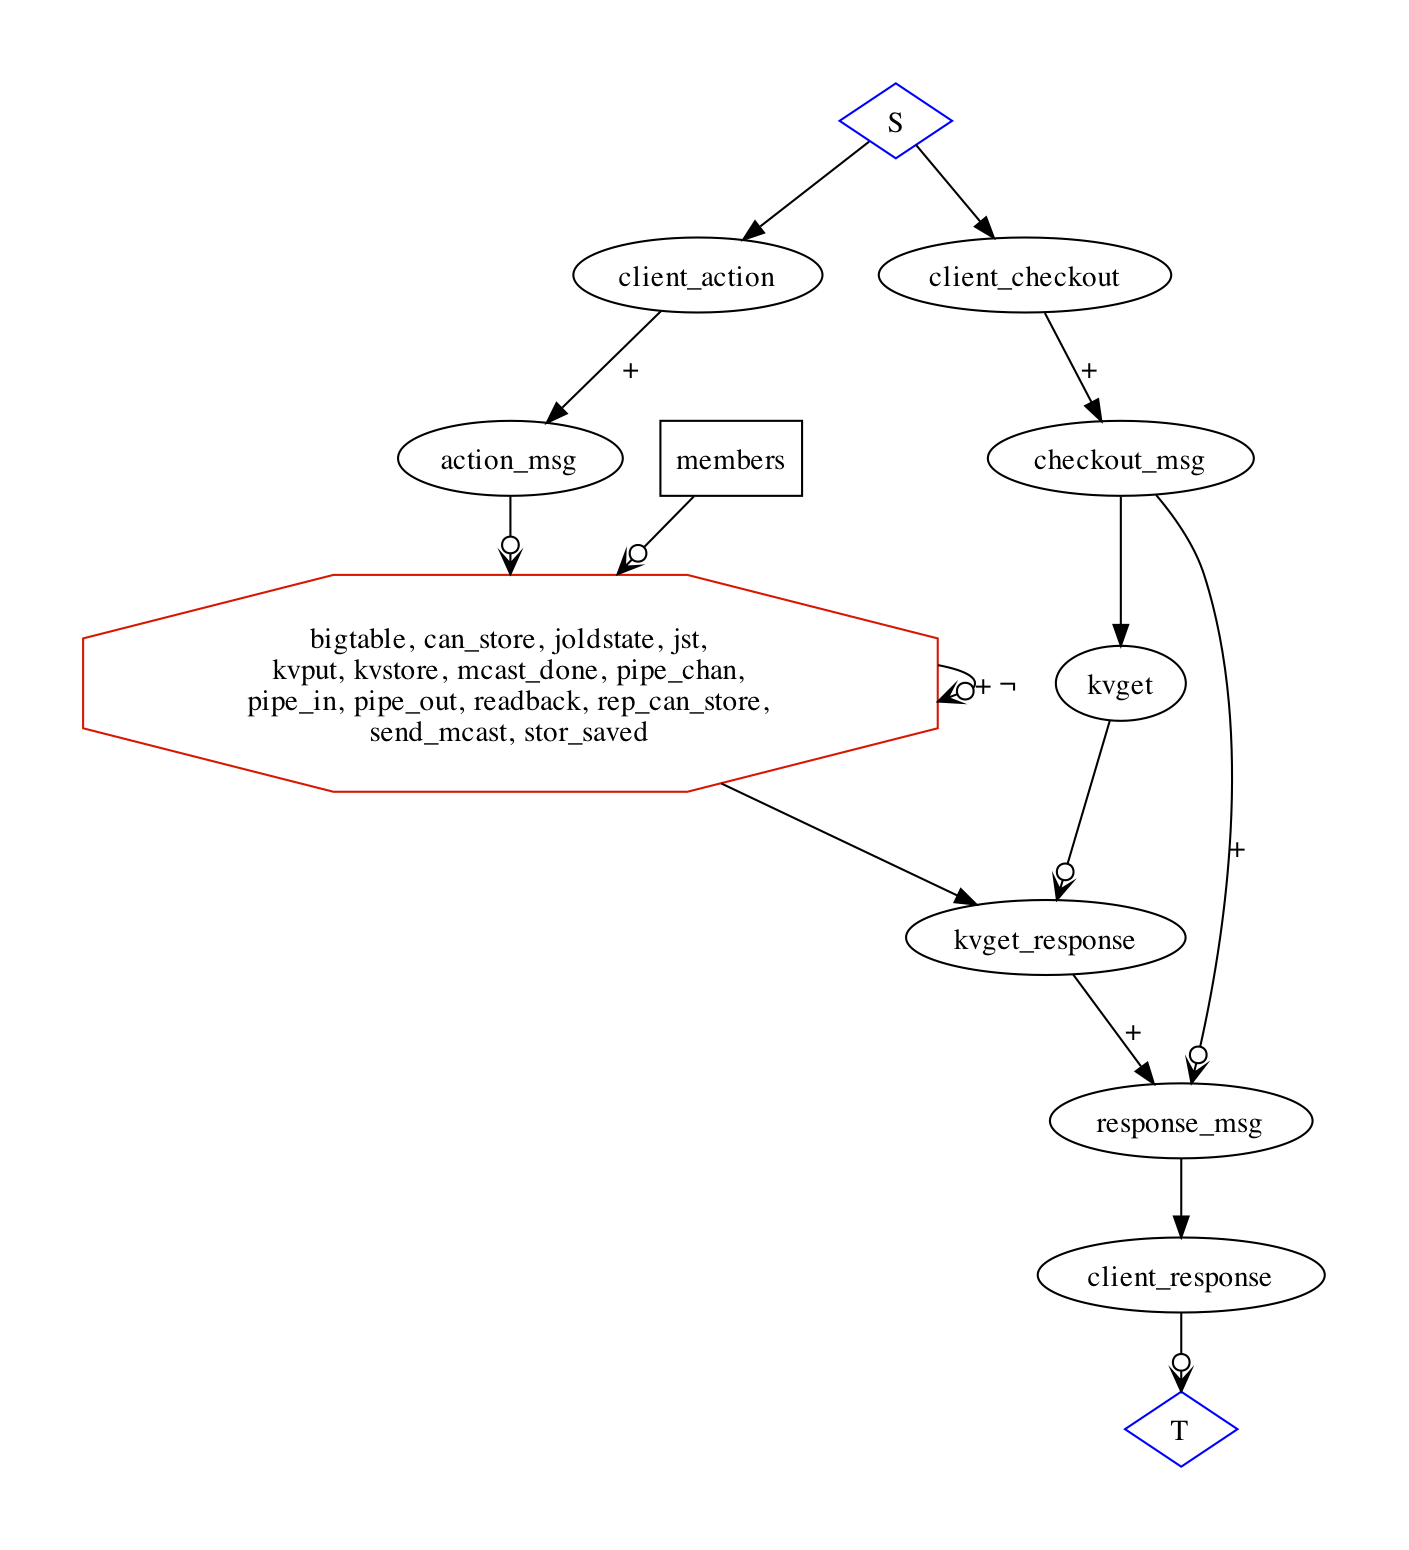 S
client_action
client_checkout
+
+
action_msg
members
checkout_msg
bigtable, can_store, joldstate, jst,
kvput, kvstore, mcast_done, pipe_chan,
pipe_in, pipe_out, readback, rep_can_store,
send_mcast, stor_saved
+ ¬
kvget
+
kvget_response
+
response_msg
client_response
T